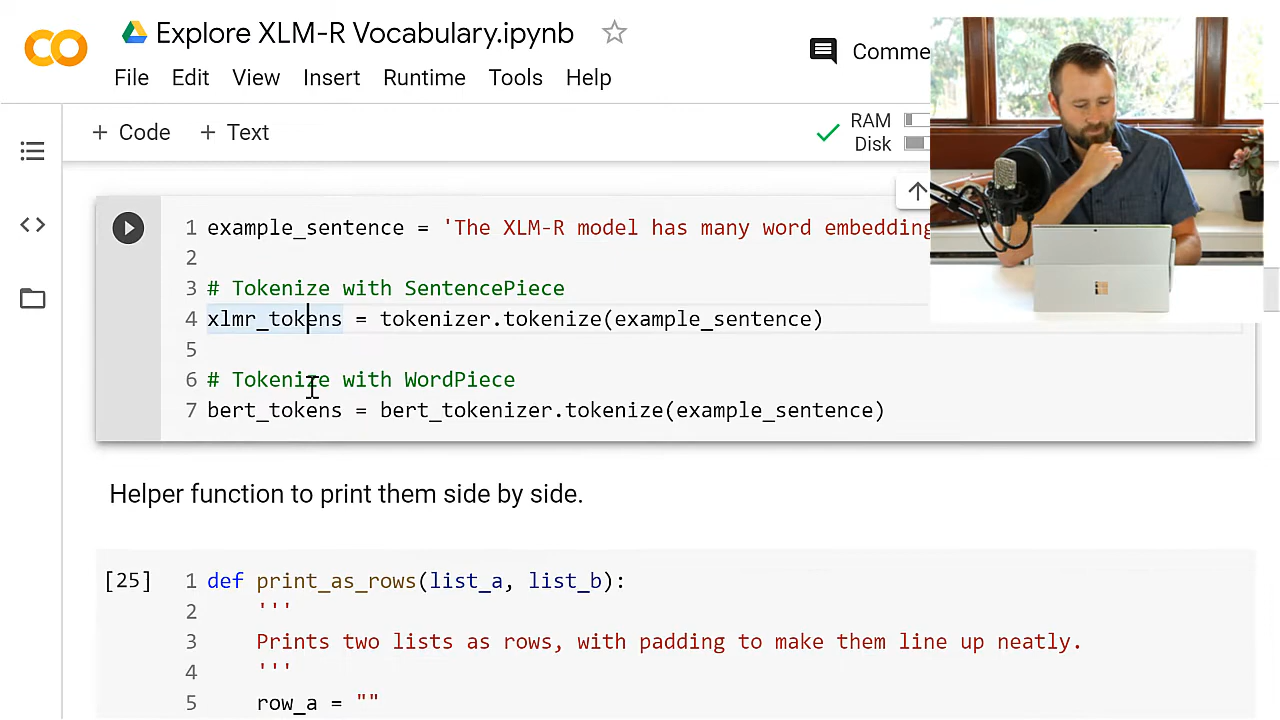 Explore XLM-R Vocabulary.ipynb
File Edit View Insert Runtime Tools Help
Comme
+ Code + Text
RAM
Disk
1 example_sentence = 'The XLM-R model has many word embedding
2
3 # Tokenize with SentencePiece
4 xlmr_tokens = tokenizer.tokenize(example_sentence)
5
6 # Tokenize with WordPiece
7 bert_tokens = bert_tokenizer.tokenize(example_sentence)
Helper function to print them side by side.
[25] 1 def print_as_rows(list_a, list_b):
2 '''
3 Prints two lists as rows, with padding to make them line up neatly.
4 '''
5 row_a = ""